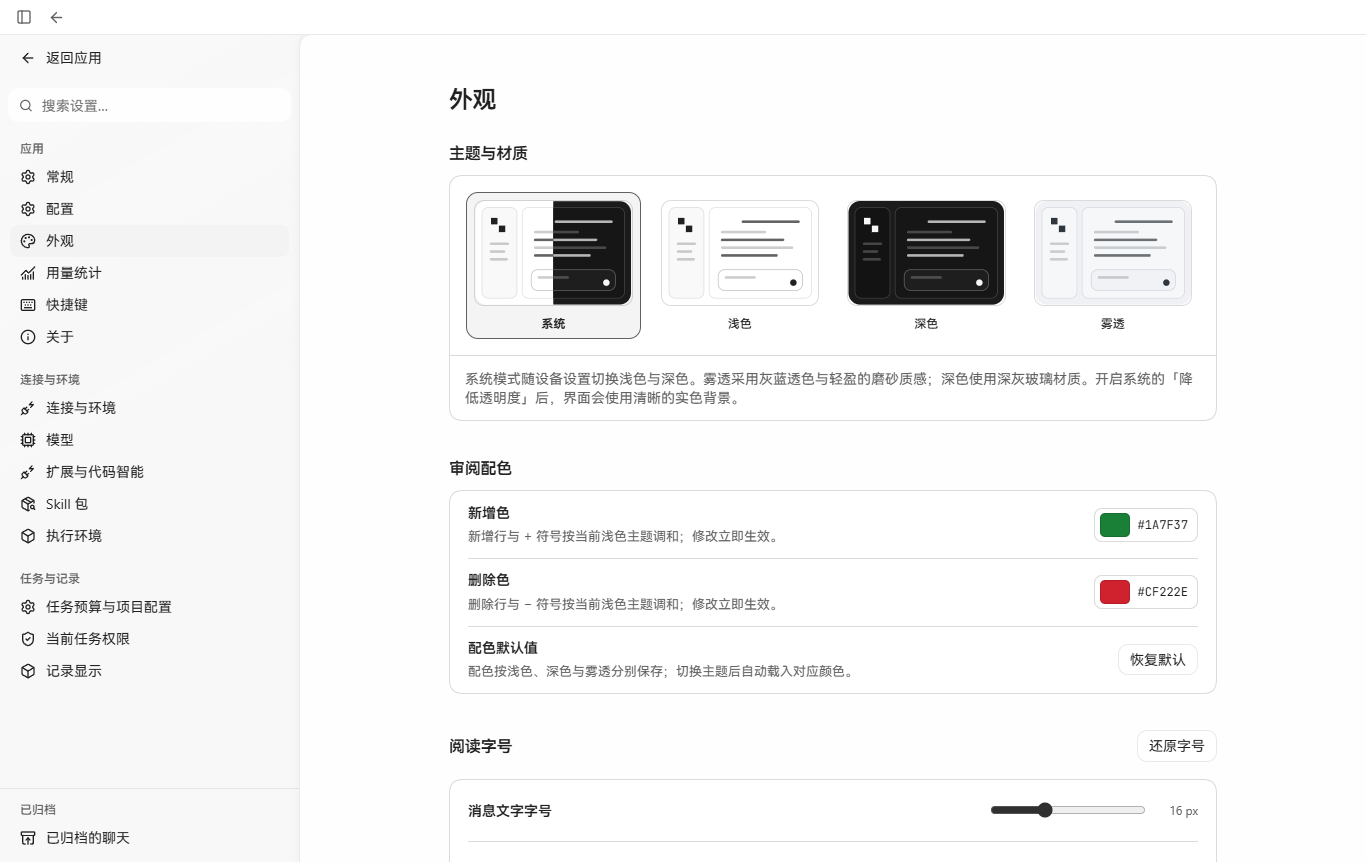 返回应用
搜索设置...
应用
常规
配置
外观
用量统计
快捷键
关于
连接与环境
连接与环境
模型
扩展与代码智能
Skill 包
执行环境
任务与记录
任务预算与项目配置
当前任务权限
记录显示
已归档
已归档的聊天
外观
主题与材质
系统
浅色
深色
雾透
系统模式随设备设置切换浅色与深色。雾透采用灰蓝透色与轻盈的磨砂质感；深色使用深灰玻璃材质。开启系统的「降
低透明度」后，界面会使用清晰的实色背景。
审阅配色
新增色
新增行与 + 符号按当前浅色主题调和；修改立即生效。
#1A7F37
删除色
删除行与 − 符号按当前浅色主题调和；修改立即生效。
#CF222E
配色默认值
配色按浅色、深色与雾透分别保存；切换主题后自动载入对应颜色。
恢复默认
阅读字号
还原字号
消息文字字号
16 px